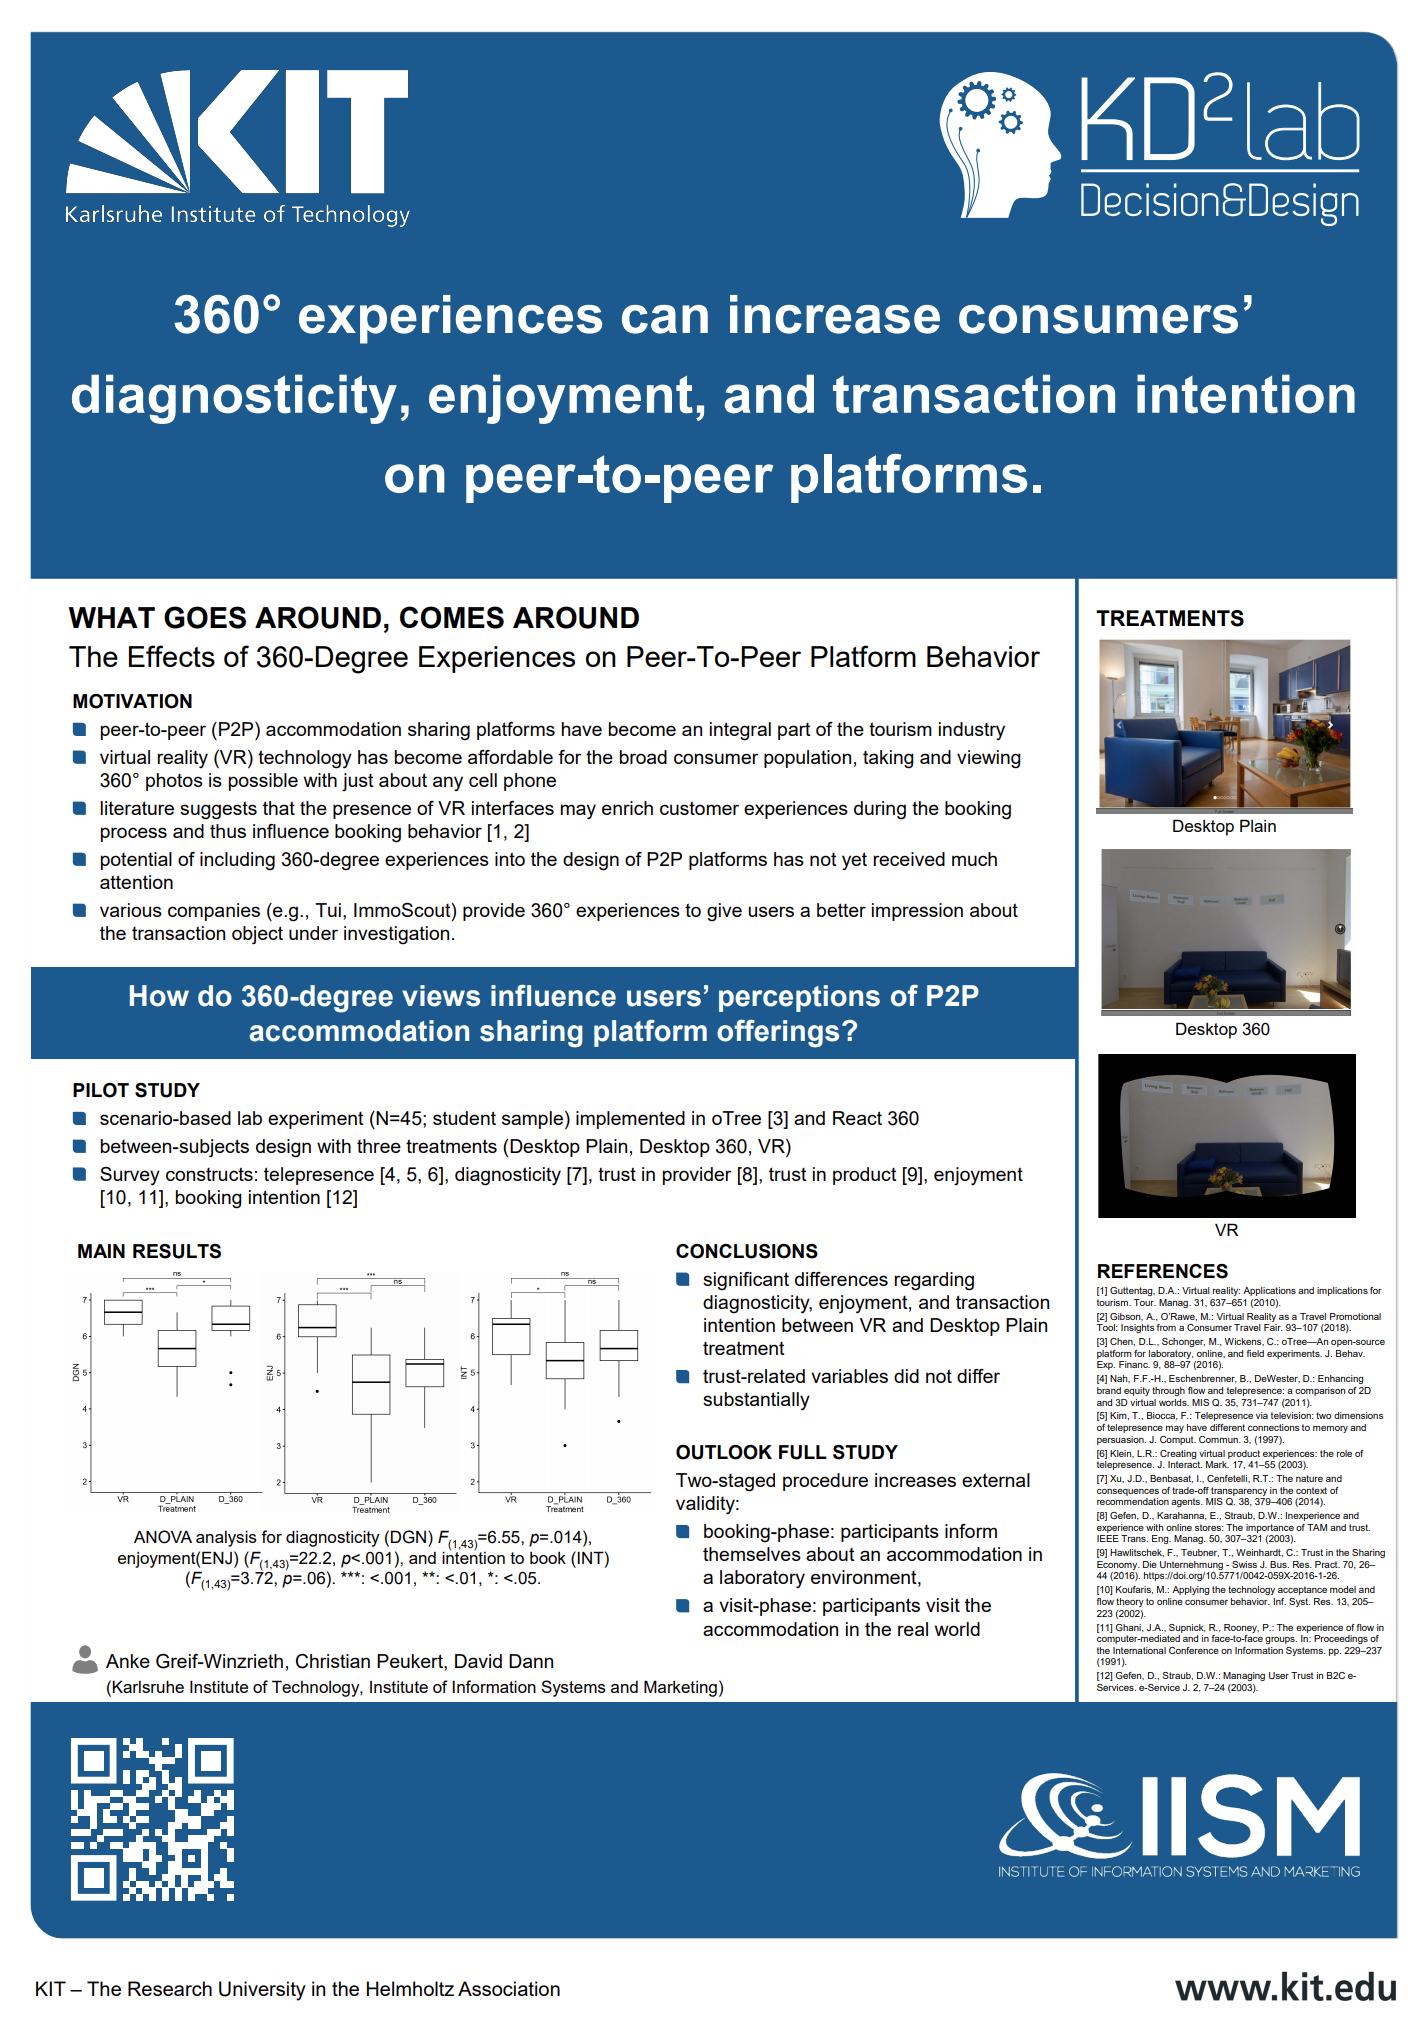 KIT
Karlsruhe Institute of Technology
KD²lab
Decision&Design
360° experiences can increase consumers’
diagnosticity, enjoyment, and transaction intention
on peer-to-peer platforms.
WHAT GOES AROUND, COMES AROUND
The Effects of 360-Degree Experiences on Peer-To-Peer Platform Behavior
MOTIVATION
peer-to-peer (P2P) accommodation sharing platforms have become an integral part of the tourism industry
virtual reality (VR) technology has become affordable for the broad consumer population, taking and viewing
360° photos is possible with just about any cell phone
literature suggests that the presence of VR interfaces may enrich customer experiences during the booking
process and thus influence booking behavior [1, 2]
potential of including 360-degree experiences into the design of P2P platforms has not yet received much
attention
various companies (e.g., Tui, ImmoScout) provide 360° experiences to give users a better impression about
the transaction object under investigation.
How do 360-degree views influence users’ perceptions of P2P
accommodation sharing platform offerings?
PILOT STUDY
scenario-based lab experiment (N=45; student sample) implemented in oTree [3] and React 360
between-subjects design with three treatments (Desktop Plain, Desktop 360, VR)
Survey constructs: telepresence [4, 5, 6], diagnosticity [7], trust in provider [8], trust in product [9], enjoyment
[10, 11], booking intention [12]
MAIN RESULTS
ns
*** *
7
6
DGN 5
4
3
2
VR D_PLAIN D_360
Treatment
***
*** ns
7
6
ENJ 5
4
3
2
VR D_PLAIN D_360
Treatment
ns
* ns
7
6
INT 5
4
3
2
VR D_PLAIN D_360
Treatment
ANOVA analysis for diagnosticity (DGN) F(1,43)=6.55, p=.014),
enjoyment(ENJ) (F(1,43)=22.2, p<.001), and intention to book (INT)
(F(1,43)=3.72, p=.06). ***: <.001, **: <.01, *: <.05.
CONCLUSIONS
significant differences regarding
diagnosticity, enjoyment, and transaction
intention between VR and Desktop Plain
treatment
trust-related variables did not differ
substantially
OUTLOOK FULL STUDY
Two-staged procedure increases external
validity:
booking-phase: participants inform
themselves about an accommodation in
a laboratory environment,
a visit-phase: participants visit the
accommodation in the real world
Anke Greif-Winzrieth, Christian Peukert, David Dann
(Karlsruhe Institute of Technology, Institute of Information Systems and Marketing)
TREATMENTS
Desktop Plain
Living Room
Desktop 360
Living Room
VR
REFERENCES
[1] Guttentag, D.A.: Virtual reality: Applications and implications for
tourism. Tour. Manag. 31, 637–651 (2010).
[2] Gibson, A., O’Rawe, M.: Virtual Reality as a Travel Promotional
Tool: Insights from a Consumer Travel Fair. 93–107 (2018).
[3] Chen, D.L., Schonger, M., Wickens, C.: oTree—An open-source
platform for laboratory, online, and field experiments. J. Behav.
Exp. Financ. 9, 88–97 (2016).
[4] Nah, F.F.-H., Eschenbrenner, B., DeWester, D.: Enhancing
brand equity through flow and telepresence: a comparison of 2D
and 3D virtual worlds. MIS Q. 35, 731–747 (2011).
[5] Kim, T., Biocca, F.: Telepresence via television: two dimensions
of telepresence may have different connections to memory and
persuasion. J. Comput. Commun. 3, (1997).
[6] Klein, L.R.: Creating virtual product experiences: the role of
telepresence. J. Interact. Mark. 17, 41–55 (2003).
[7] Xu, J.D., Benbasat, I., Cenfetelli, R.T.: The nature and
consequences of trade-off transparency in the context of
recommendation agents. MIS Q. 38, 379–406 (2014).
[8] Gefen, D., Karahanna, E., Straub, D.W.: Inexperience and
experience with online stores: The importance of TAM and trust.
IEEE Trans. Eng. Manag. 50, 307–321 (2003).
[9] Hawlitschek, F., Teubner, T., Weinhardt, C.: Trust in the Sharing
Economy. Die Unternehmung - Swiss J. Bus. Res. Pract. 70, 26–
44 (2016). https://doi.org/10.5771/0042-059X-2016-1-26.
[10] Koufaris, M.: Applying the technology acceptance model and
flow theory to online consumer behavior. Inf. Syst. Res. 13, 205–
223 (2002).
[11] Ghani, J.A., Supnick, R., Rooney, P.: The experience of flow in
computer-mediated and in face-to-face groups. In: Proceedings of
the International Conference on Information Systems. pp. 229–237
(1991).
[12] Gefen, D., Straub, D.W.: Managing User Trust in B2C e-
Services. e-Service J. 2, 7–24 (2003).
IISM
INSTITUTE OF INFORMATION SYSTEMS AND MARKETING
KIT – The Research University in the Helmholtz Association
www.kit.edu